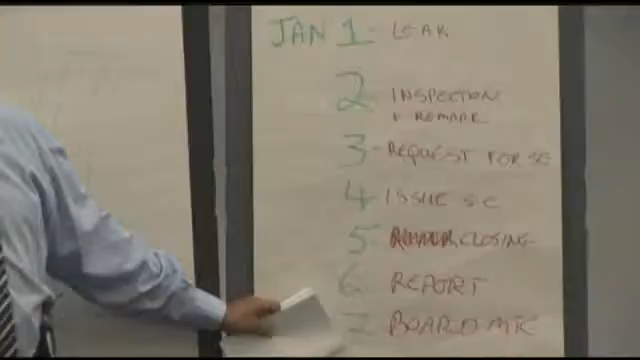 JAN 1- LEAK
2- INSPECTION
+ REMARK
3- REQUEST FOR SC
4- ISSUE SC
5- CLOSING
6- REPORT
7- BOARD MTG